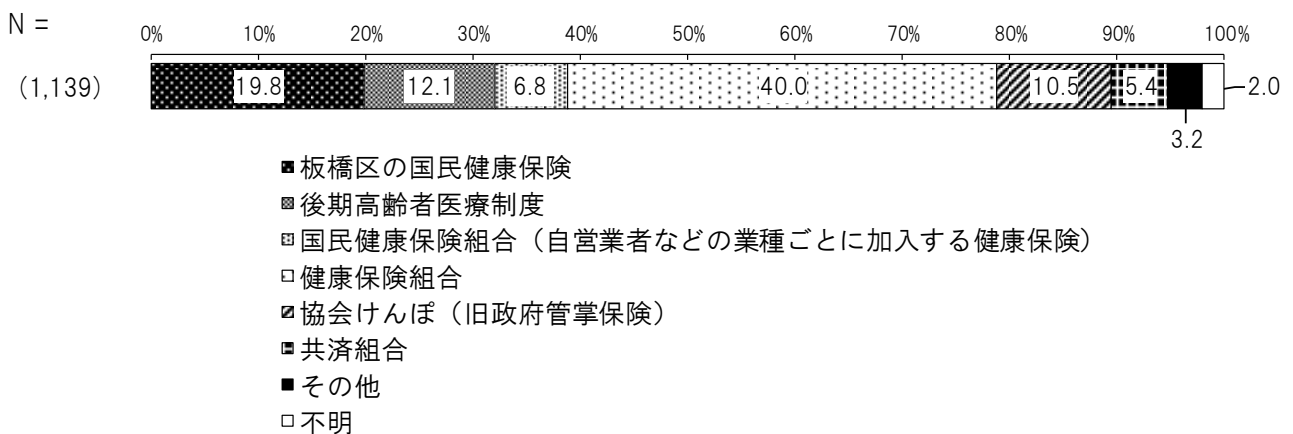 N =
0% 10% 20% 30% 40% 50% 60% 70% 80% 90% 100%
(1,139) 19.8 12.1 6.8 40.0 10.5 5.4 2.0
3.2
板橋区の国民健康保険
後期高齢者医療制度
国民健康保険組合（自営業者などの業種ごとに加入する健康保険）
健康保険組合
協会けんぽ（旧政府管掌保険）
共済組合
その他
不明